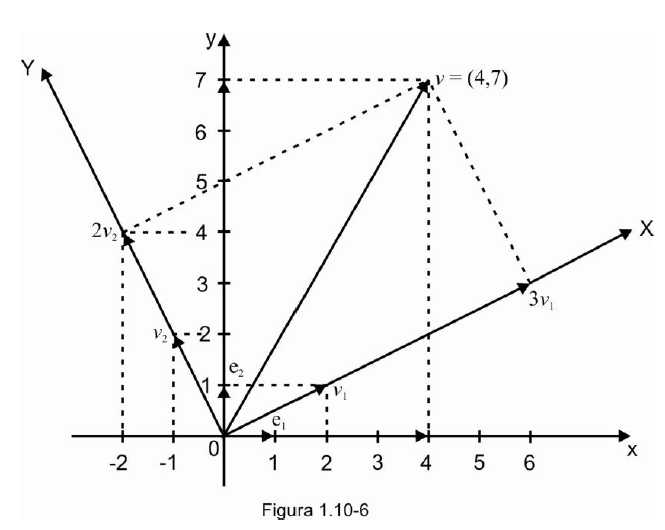 y
Y
7
v = (4,7)
6
5
2v₂
4
X
3
3v₁
v₂
2
e₂
1
v₁
e₁
0
x
-2 -1 1 2 3 4 5 6
Figura 1.10-6